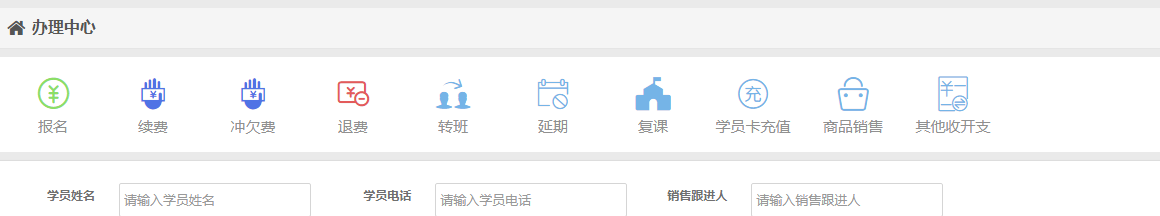 办理中心
报名 续费 冲欠费 退费 转班 延期 复课 学员卡充值 商品销售 其他收开支
学员姓名 请输入学员姓名 学员电话 请输入学员电话 销售跟进人 请输入销售跟进人